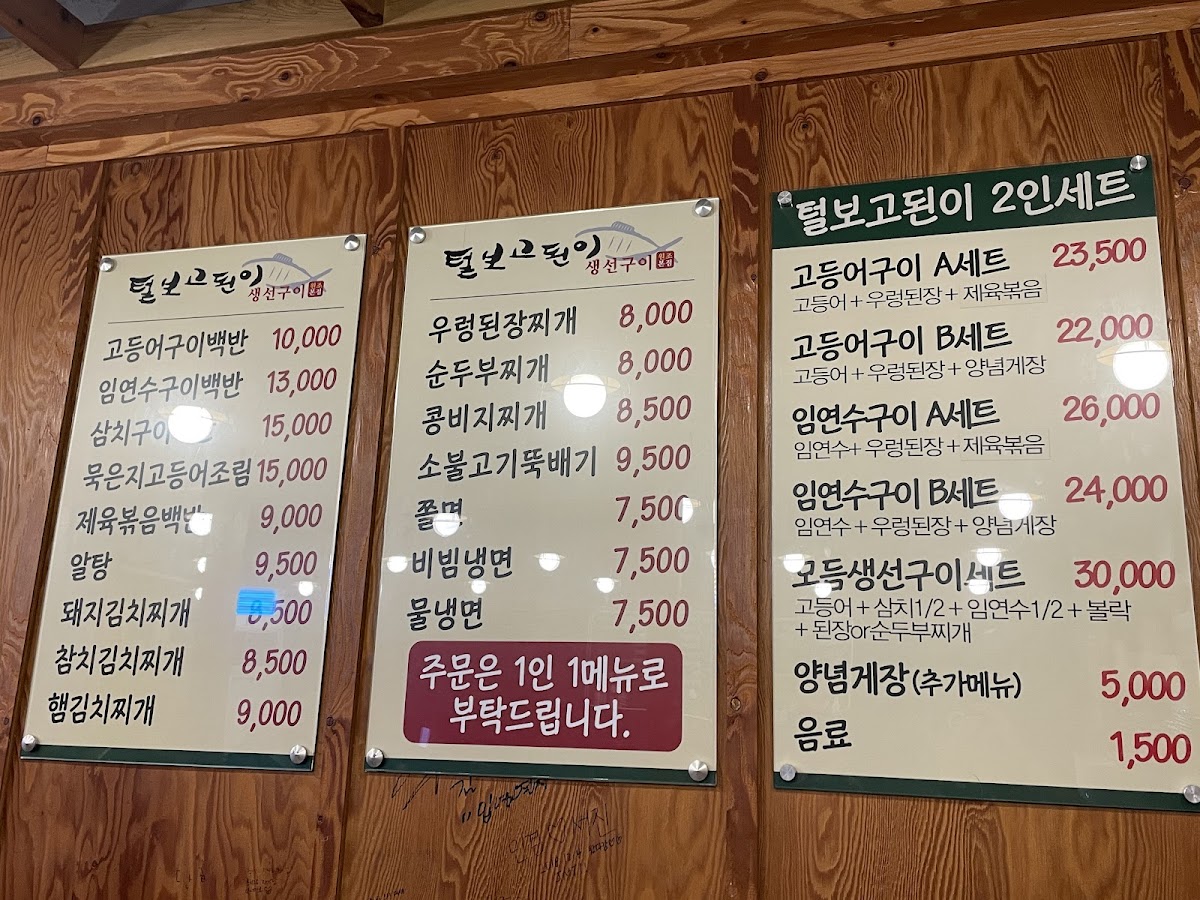 털보고된이
생선구이 원조본점
고등어구이백반 10,000
임연수구이백반 13,000
삼치구이 15,000
묵은지고등어조림 15,000
제육볶음백반 9,000
알탕 9,500
돼지김치찌개 8,500
참치김치찌개 8,500
햄김치찌개 9,000
털보고된이
생선구이 원조본점
우렁된장찌개 8,000
순두부찌개 8,000
콩비지찌개 8,500
소불고기뚝배기 9,500
쫄면 7,500
비빔냉면 7,500
물냉면 7,500
주문은 1인 1메뉴로
부탁드립니다.
털보고된이 2인세트
고등어구이 A세트 23,500
고등어 + 우렁된장 + 제육볶음
고등어구이 B세트 22,000
고등어 + 우렁된장 + 양념게장
임연수구이 A세트 26,000
임연수+ 우렁된장 + 제육볶음
임연수구이 B세트 24,000
임연수 + 우렁된장 + 양념게장
모듬생선구이세트 30,000
고등어 + 삼치1/2 + 임연수1/2 + 볼락
+ 된장or순두부찌개
양념게장(추가메뉴) 5,000
음료 1,500